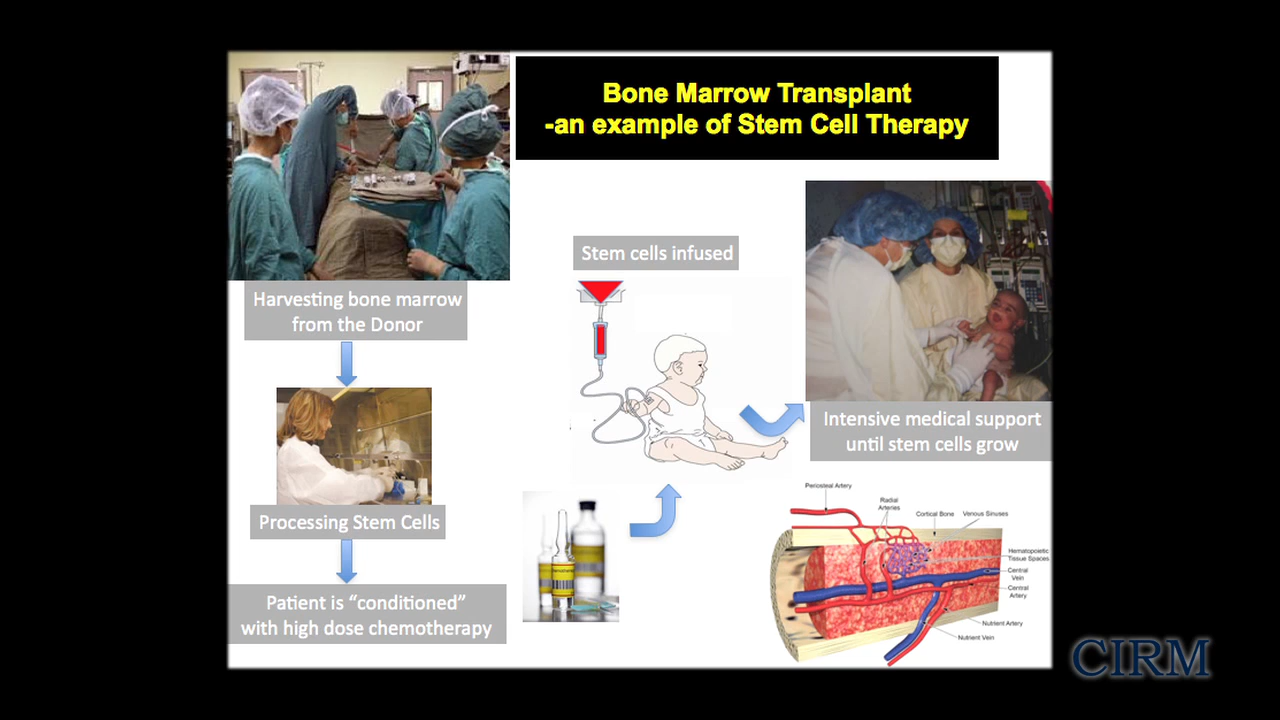 Bone Marrow Transplant
-an example of Stem Cell Therapy
Harvesting bone marrow
from the Donor
Processing Stem Cells
Patient is “conditioned”
with high dose chemotherapy
Stem cells infused
Intensive medical support
until stem cells grow
Periosteal Artery
Radial
Arteries
Cortical Bone
Venous Sinuses
Hematopoietic
Tissue Spaces
Central
Vein
Central
Artery
Nutrient Artery
Nutrient Vein
CIRM